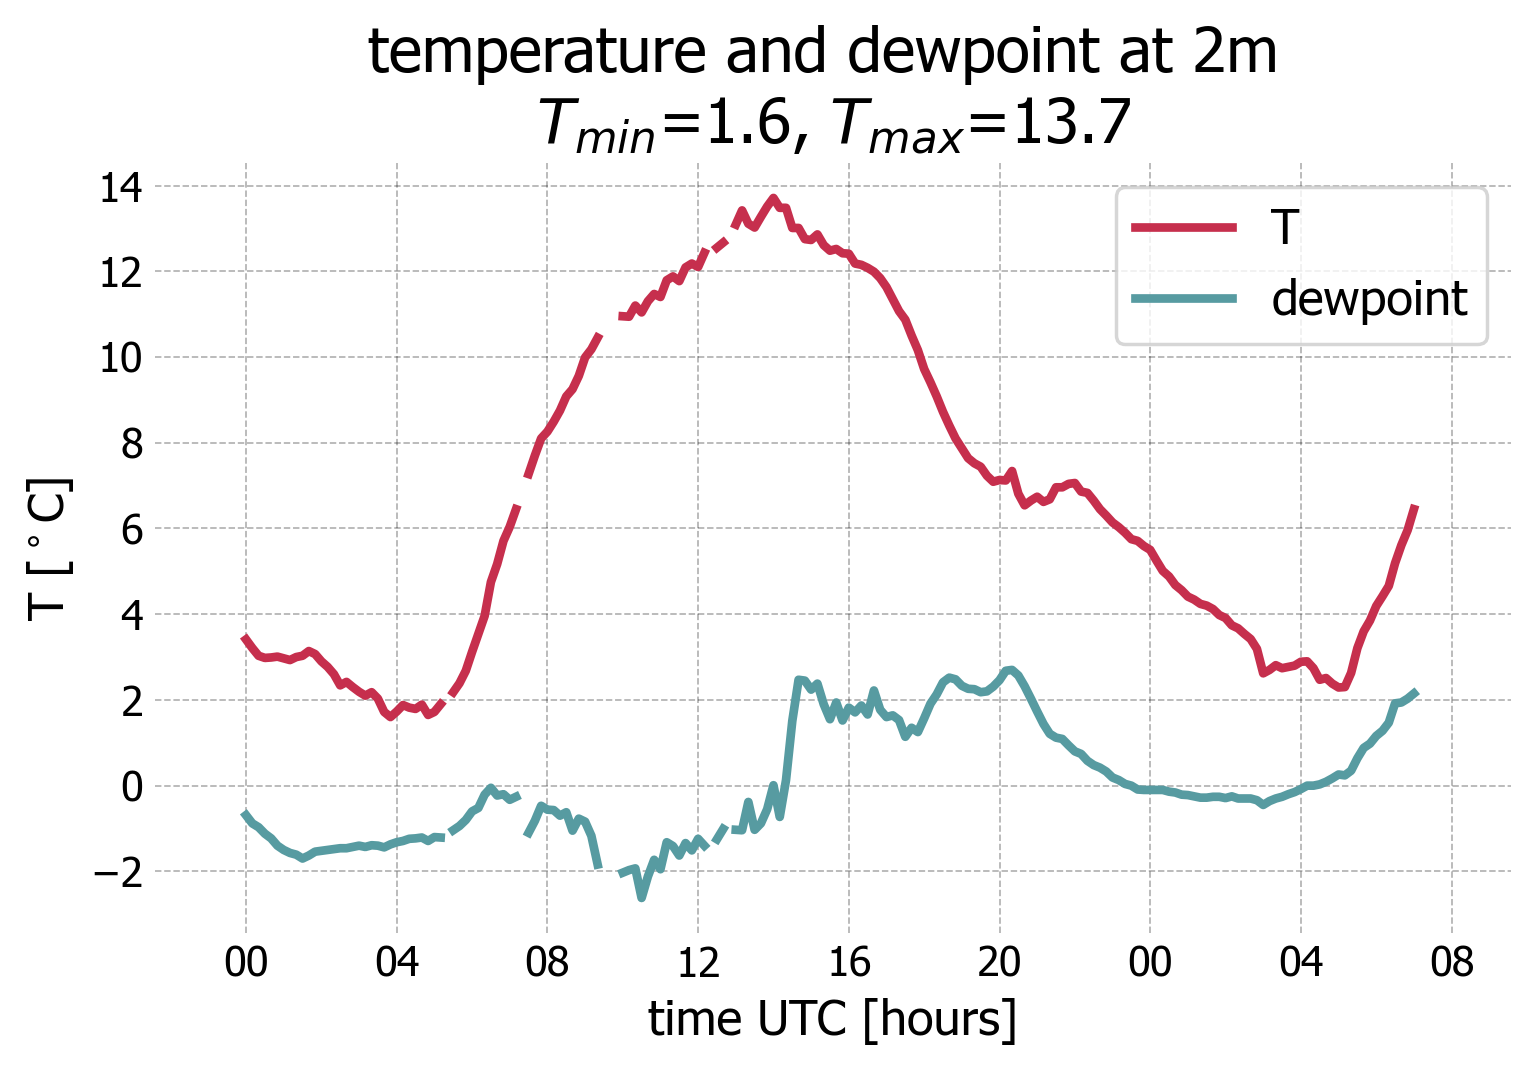 temperature and dewpoint at 2m
T_min=1.6, T_max=13.7
T [°C]
14
12
10
8
6
4
2
0
−2
T
dewpoint
00 04 08 12 16 20 00 04 08
time UTC [hours]